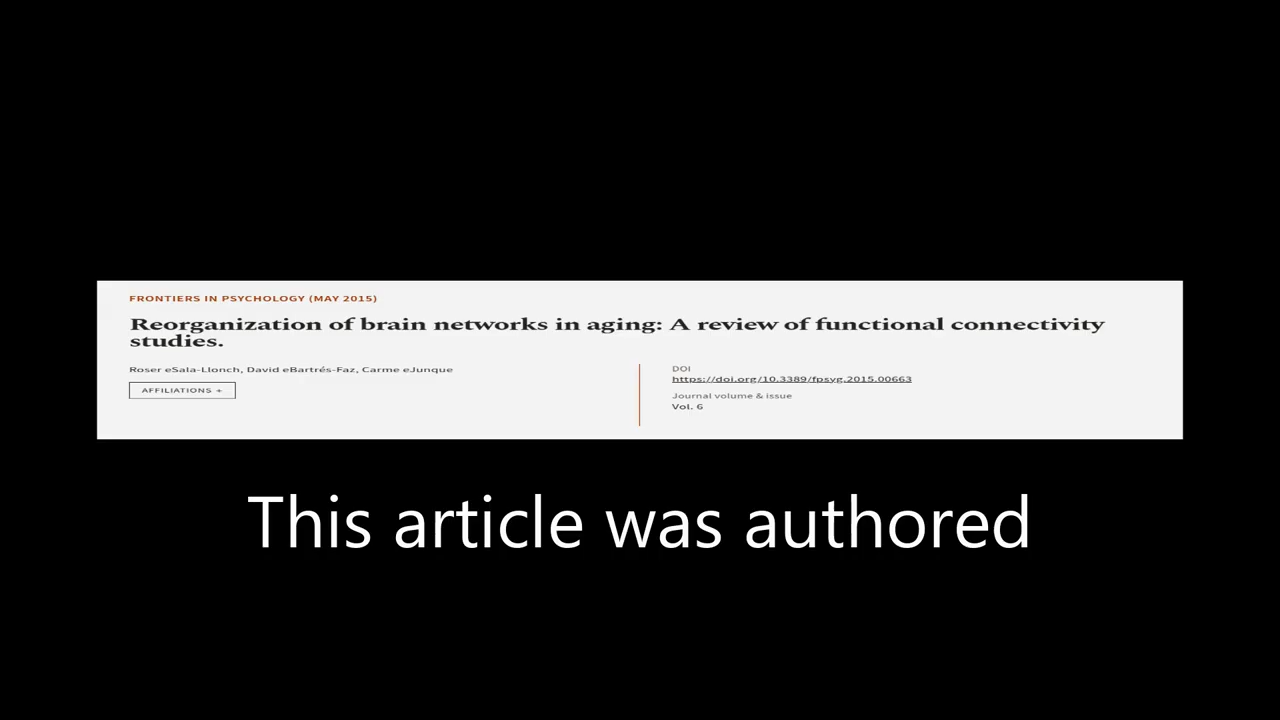 FRONTIERS IN PSYCHOLOGY (MAY 2015)
Reorganization of brain networks in aging: A review of functional connectivity
studies.
Roser eSala-Llonch, David eBartrés-Faz, Carme eJunque
AFFILIATIONS +
DOI
https://doi.org/10.3389/fpsyg.2015.00663
Journal volume & issue
Vol. 6
This article was authored